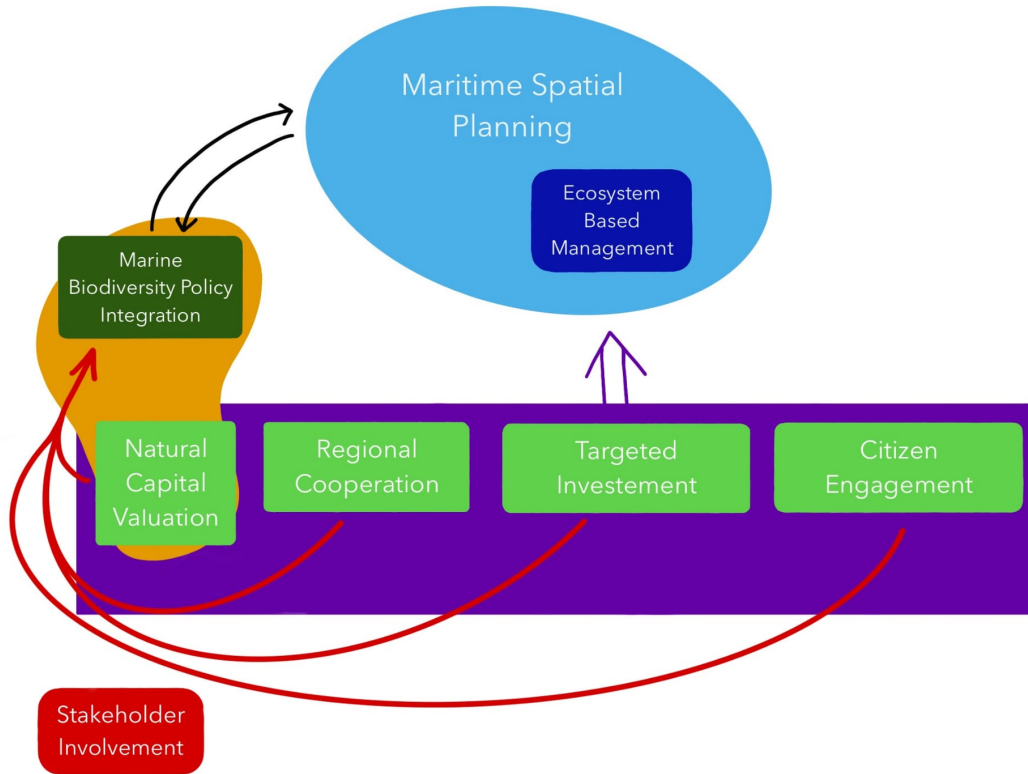 Maritime Spatial
Planning
Ecosystem
Based
Management
Marine
Biodiversity Policy
Integration
Natural
Capital
Valuation
Regional
Cooperation
Targeted
Investement
Citizen
Engagement
Stakeholder
Involvement